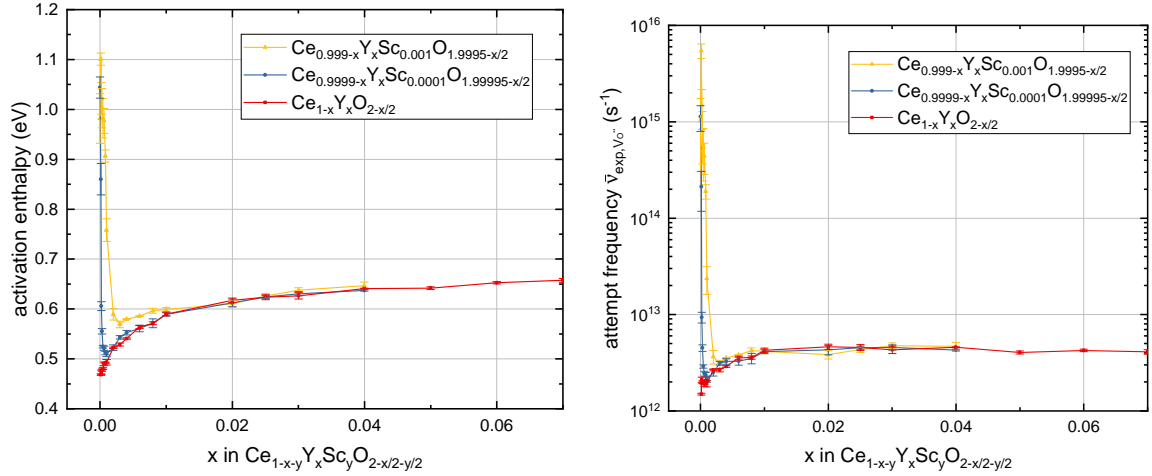 1.2
1.1
1.0
0.9
0.8
0.7
0.6
0.5
0.4
activation enthalpy (eV)
Ce0.999-xYxSc0.001O1.9995-x/2
Ce0.9999-xYxSc0.0001O1.99995-x/2
Ce1-xYxO2-x/2
0.00 0.02 0.04 0.06
x in Ce1-x-yYxScyO2-x/2-y/2
10^16
10^15
10^14
10^13
10^12
attempt frequency ν̄exp,VO·· (s^-1)
Ce0.999-xYxSc0.001O1.9995-x/2
Ce0.9999-xYxSc0.0001O1.99995-x/2
Ce1-xYxO2-x/2
0.00 0.02 0.04 0.06
x in Ce1-x-yYxScyO2-x/2-y/2